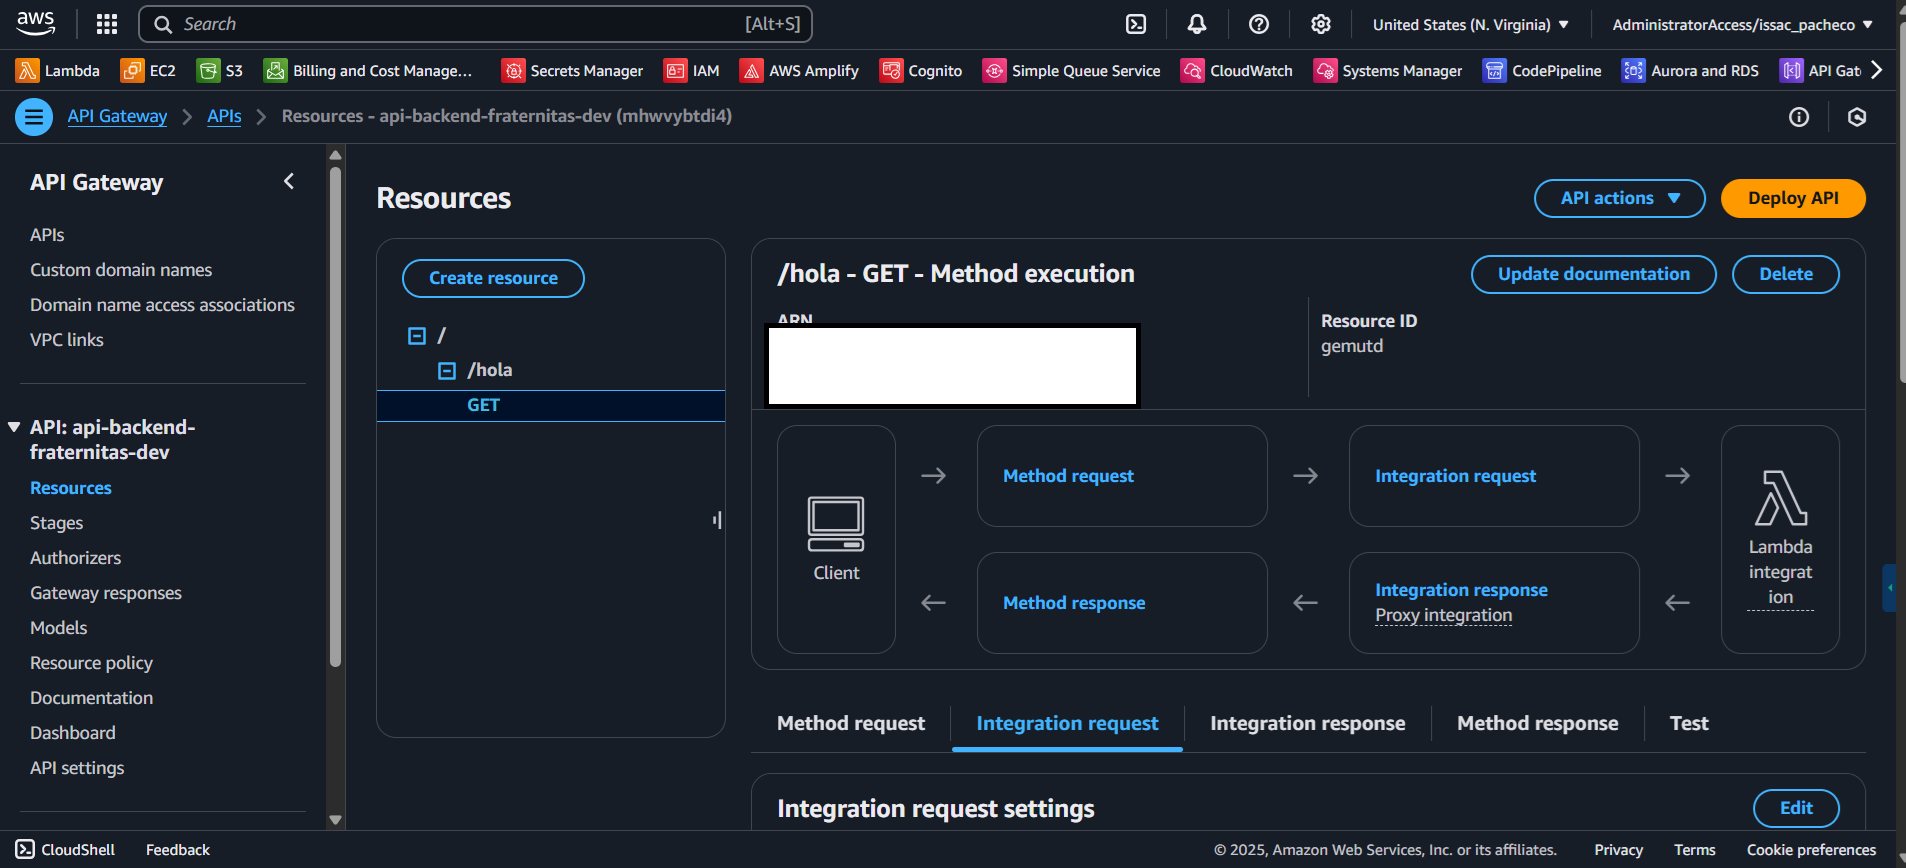 aws
Search [Alt+S]
United States (N. Virginia)
AdministratorAccess/issac_pacheco
Lambda
EC2
S3
Billing and Cost Manage...
Secrets Manager
IAM
AWS Amplify
Cognito
Simple Queue Service
CloudWatch
Systems Manager
CodePipeline
Aurora and RDS
API Gat
API Gateway
APIs
Resources - api-backend-fraternitas-dev (mhwvybtdi4)
API Gateway
APIs
Custom domain names
Domain name access associations
VPC links
API: api-backend-
fraternitas-dev
Resources
Stages
Authorizers
Gateway responses
Models
Resource policy
Documentation
Dashboard
API settings
Resources
API actions
Deploy API
Create resource
/
/hola
GET
/hola - GET - Method execution
Update documentation
Delete
ARN
Resource ID
gemutd
Client
Method request
Integration request
Method response
Integration response
Proxy integration
Lambda
integrat
ion
Method request
Integration request
Integration response
Method response
Test
Integration request settings
Edit
CloudShell
Feedback
© 2025, Amazon Web Services, Inc. or its affiliates.
Privacy
Terms
Cookie preferences